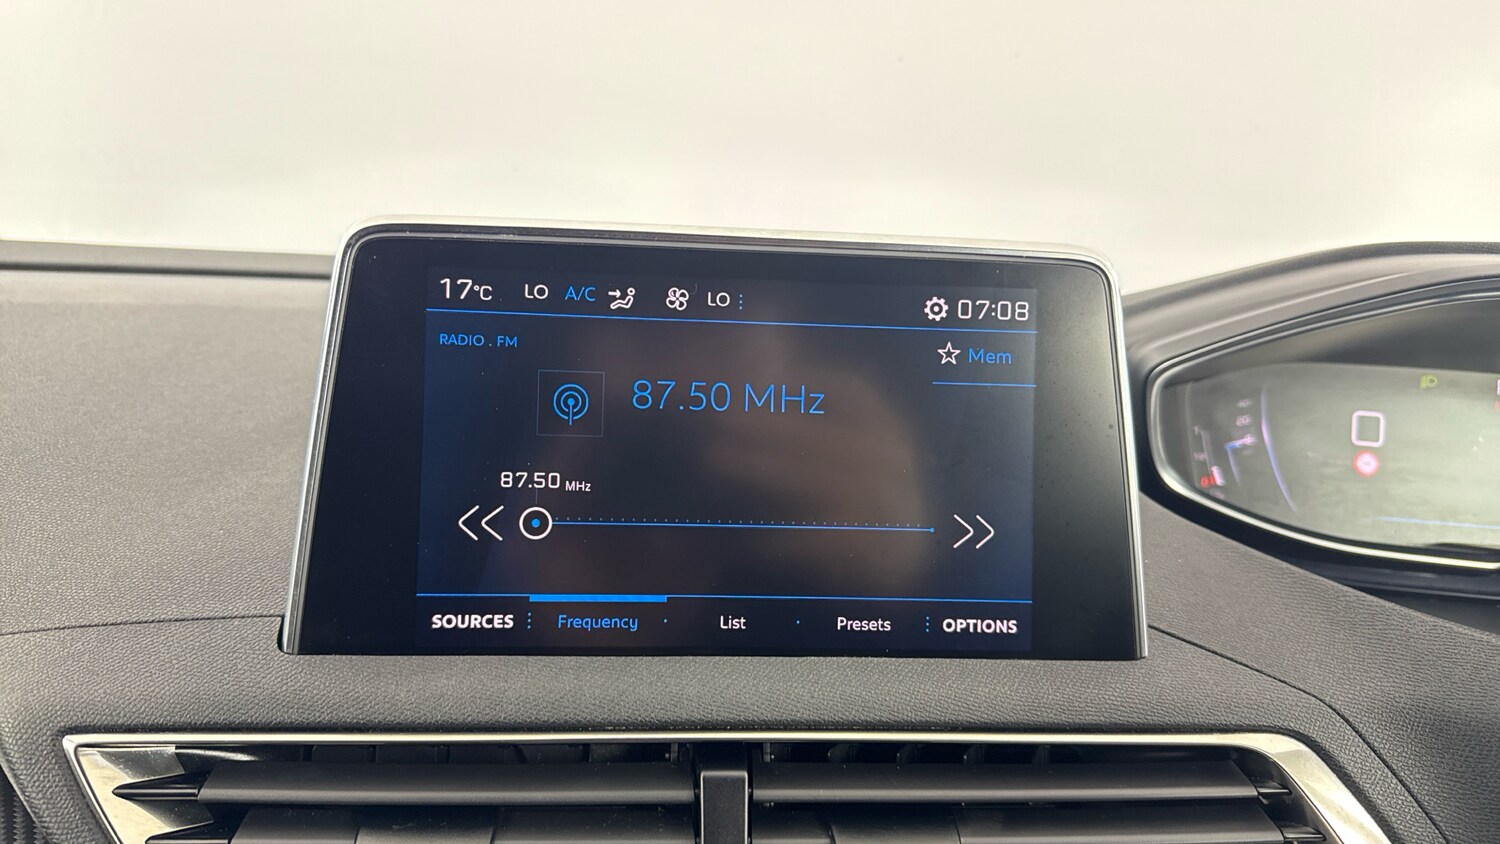 17°C LO A/C LO 07:08
RADIO . FM
Mem
87.50 MHz
87.50 MHz
SOURCES Frequency List Presets OPTIONS